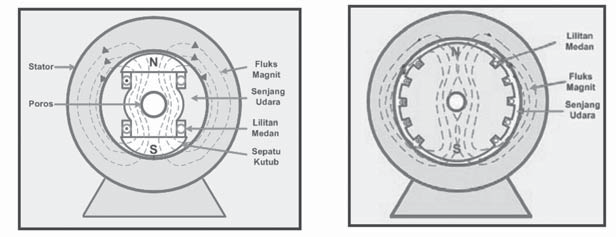 N
Stator
Fluks
Magnit
Senjang
Udara
Poros
Lilitan
Medan
S
Sepatu
Kutub
N
Lilitan
Medan
Fluks
Magnit
Senjang
Udara
S